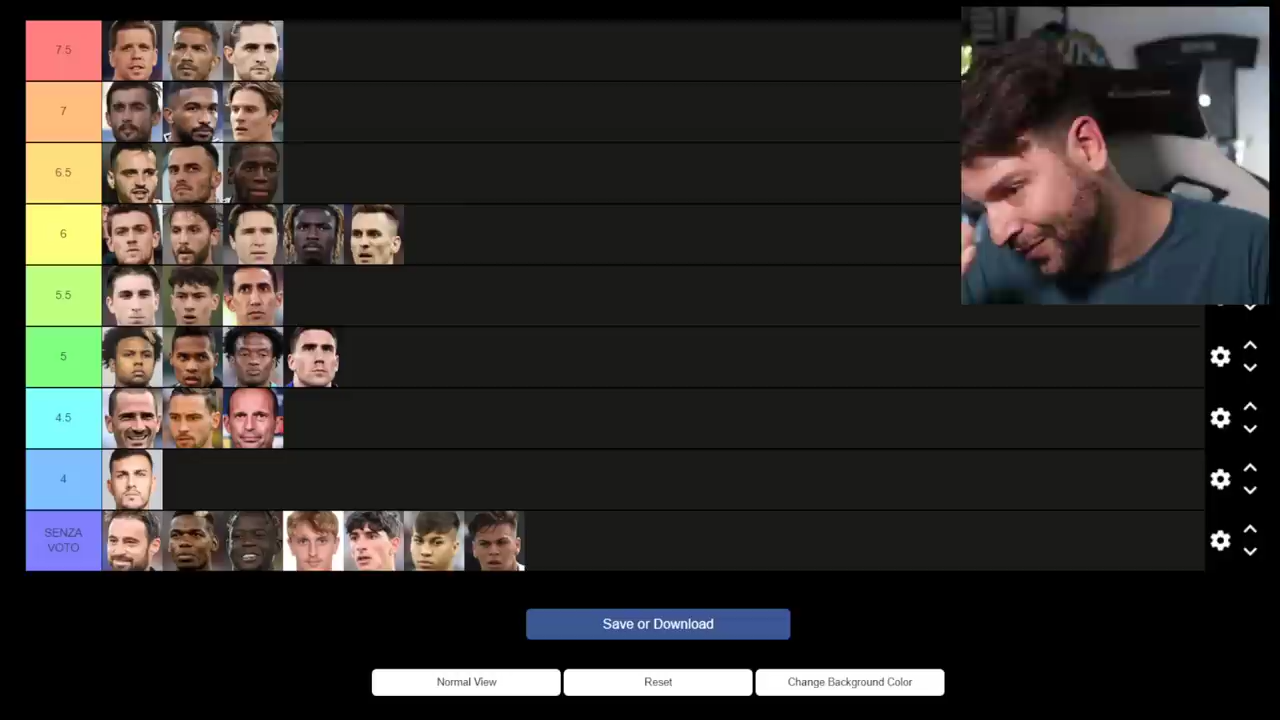 7.5
7
6.5
6
5.5
5
4.5
4
SENZA
VOTO
Save or Download
Normal View
Reset
Change Background Color